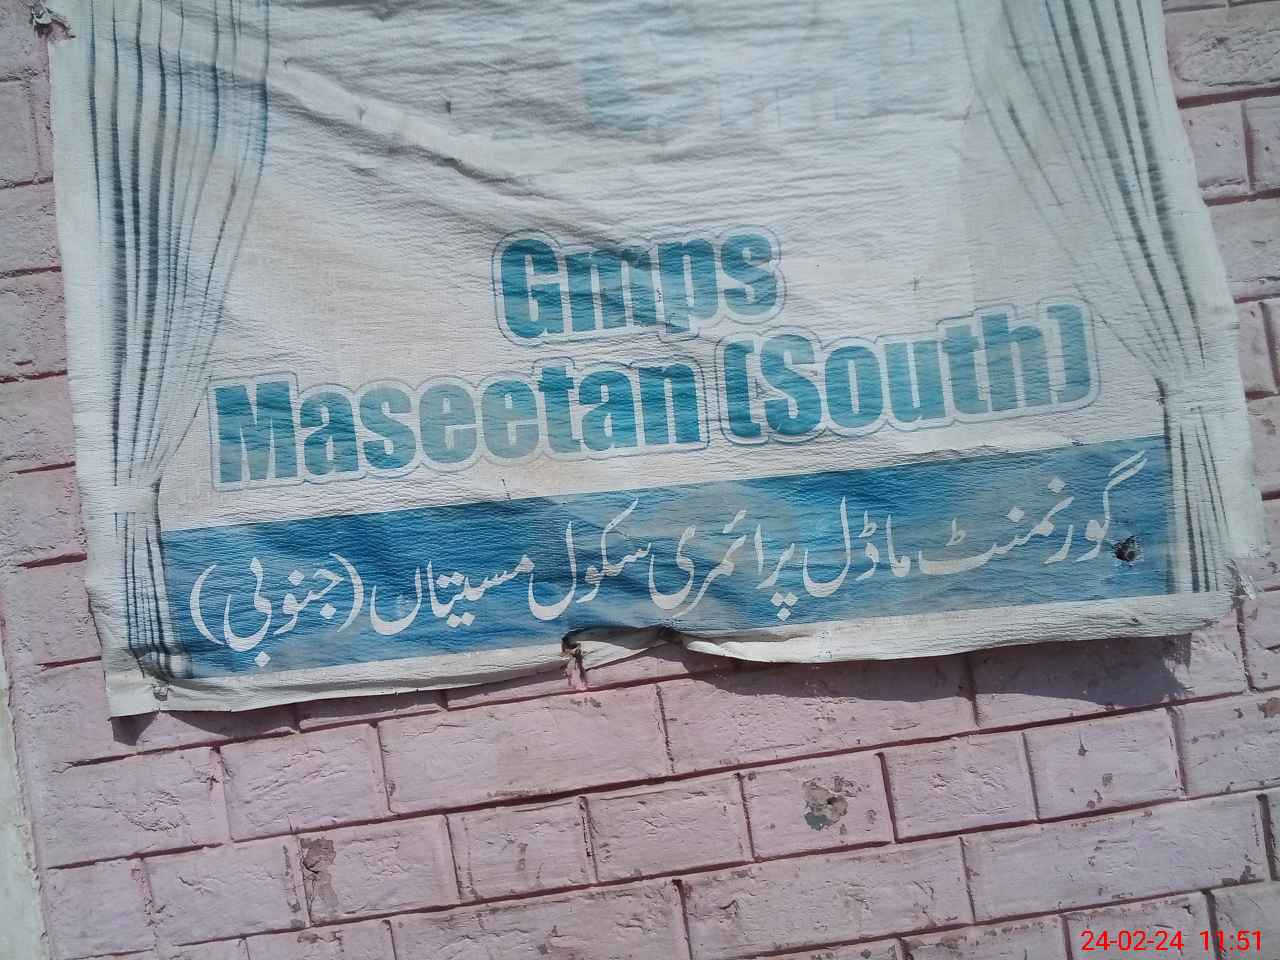 Gmps
Maseetan (South)
گورنمنٹ ماڈل پرائمری سکول مسیتاں (جنوبی)
24-02-24 11:51